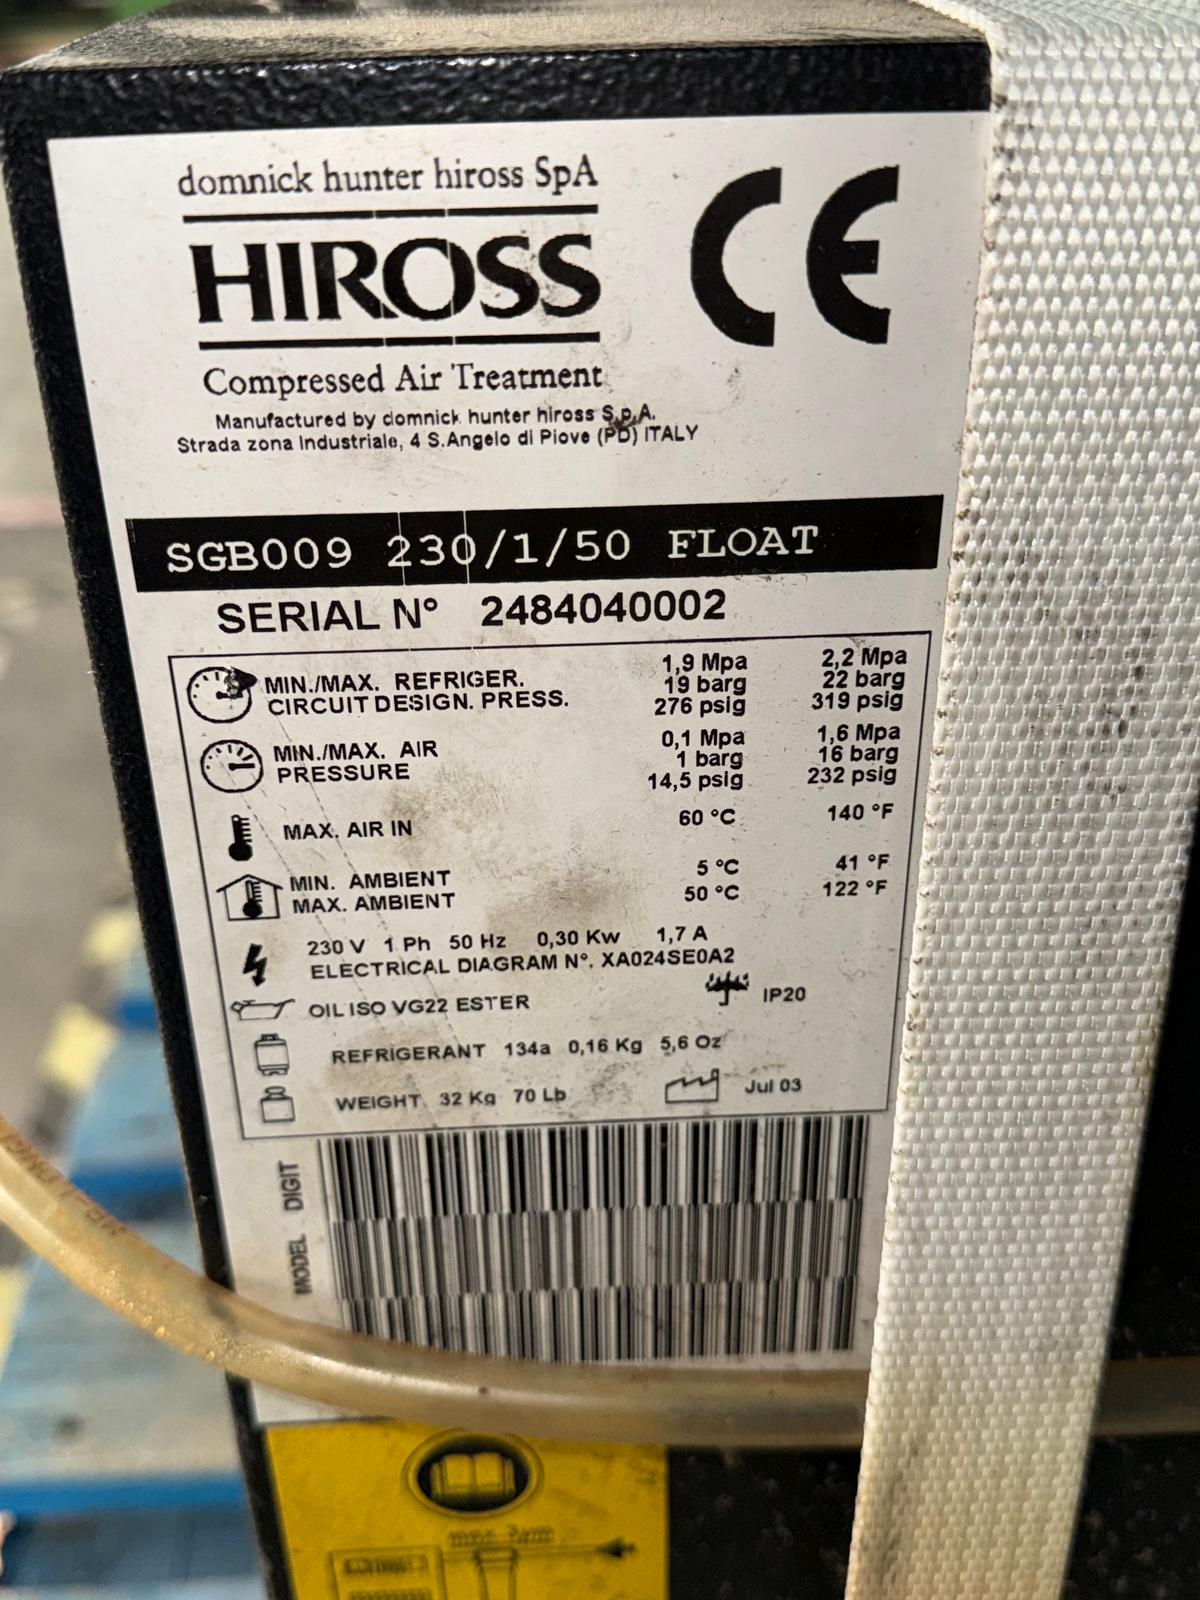 domnick hunter hiross SpA
HIROSS
CE
Compressed Air Treatment
Manufactured by domnick hunter hiross S.p.A.
Strada zona Industriale, 4 S.Angelo di Piove (PD) ITALY
SGB009 230/1/50 FLOAT
SERIAL N° 2484040002
MIN./MAX. REFRIGER. 1,9 Mpa 2,2 Mpa
CIRCUIT DESIGN. PRESS. 19 barg 22 barg
276 psig 319 psig
MIN./MAX. AIR 0,1 Mpa 1,6 Mpa
PRESSURE 1 barg 16 barg
14,5 psig 232 psig
MAX. AIR IN 60 °C 140 °F
MIN. AMBIENT 5 °C 41 °F
MAX. AMBIENT 50 °C 122 °F
230 V 1 Ph 50 Hz 0,30 Kw 1,7 A
ELECTRICAL DIAGRAM N°. XA024SE0A2
OIL ISO VG22 ESTER IP20
REFRIGERANT 134a 0,16 Kg 5,6 Oz
WEIGHT 32 Kg 70 Lb Jul 03
MODEL DIGIT